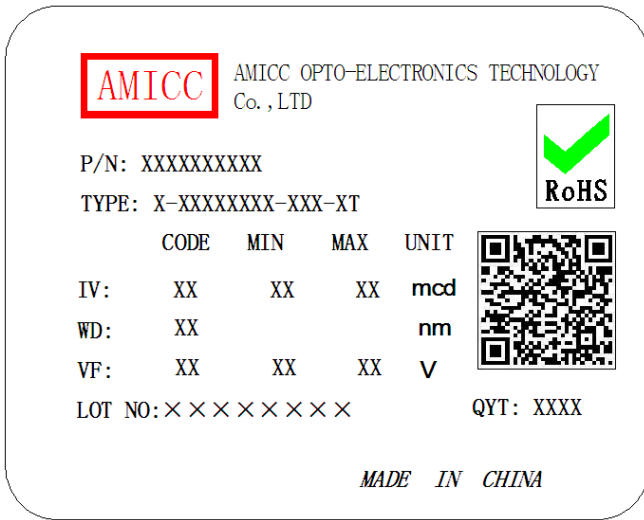 AMICC
AMICC OPTO-ELECTRONICS TECHNOLOGY
Co.,LTD
RoHS
P/N: XXXXXXXXXX
TYPE: X-XXXXXXXX-XXX-XT
CODE MIN MAX UNIT
IV: XX XX XX mcd
WD: XX nm
VF: XX XX XX V
LOT NO:×××××××× QYT: XXXX
MADE IN CHINA